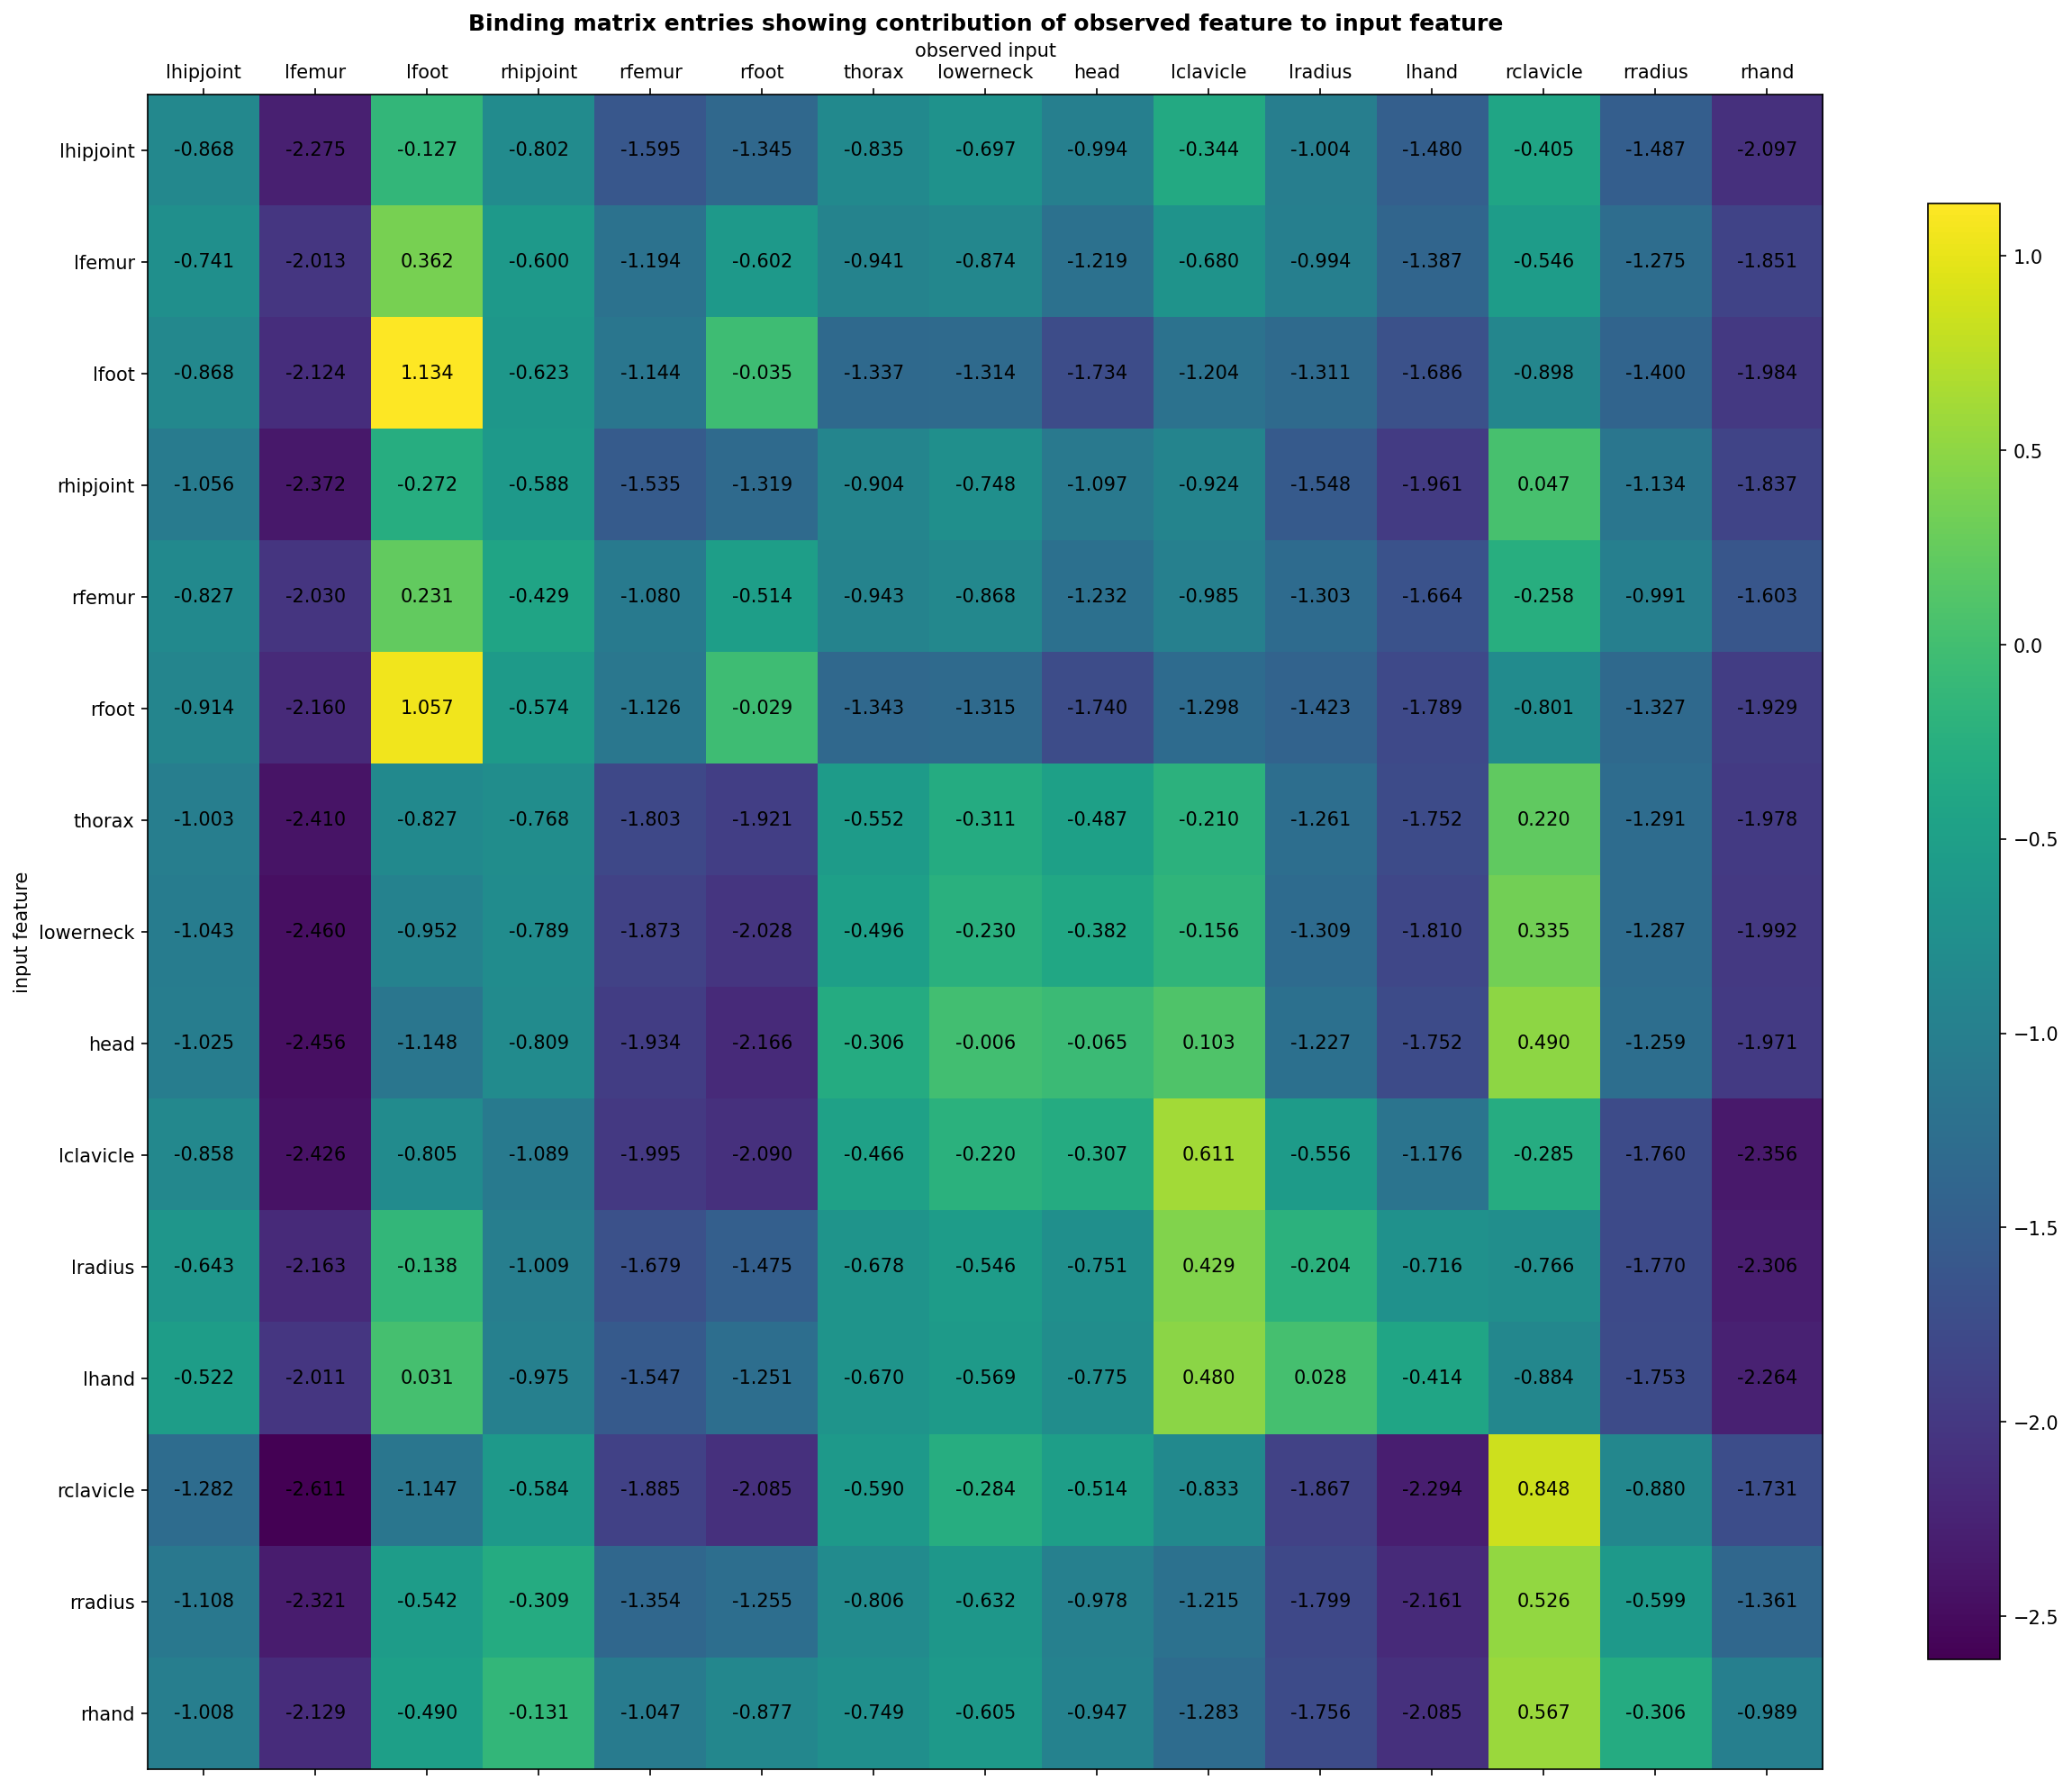 Binding matrix entries showing contribution of observed feature to input feature
observed input
lhipjoint lfemur lfoot rhipjoint rfemur rfoot thorax lowerneck head lclavicle lradius lhand rclavicle rradius rhand
lhipjoint -0.868 -2.275 -0.127 -0.802 -1.595 -1.345 -0.835 -0.697 -0.994 -0.344 -1.004 -1.480 -0.405 -1.487 -2.097
lfemur -0.741 -2.013 0.362 -0.600 -1.194 -0.602 -0.941 -0.874 -1.219 -0.680 -0.994 -1.387 -0.546 -1.275 -1.851
lfoot -0.868 -2.124 1.134 -0.623 -1.144 -0.035 -1.337 -1.314 -1.734 -1.204 -1.311 -1.686 -0.898 -1.400 -1.984
rhipjoint -1.056 -2.372 -0.272 -0.588 -1.535 -1.319 -0.904 -0.748 -1.097 -0.924 -1.548 -1.961 0.047 -1.134 -1.837
rfemur -0.827 -2.030 0.231 -0.429 -1.080 -0.514 -0.943 -0.868 -1.232 -0.985 -1.303 -1.664 -0.258 -0.991 -1.603
rfoot -0.914 -2.160 1.057 -0.574 -1.126 -0.029 -1.343 -1.315 -1.740 -1.298 -1.423 -1.789 -0.801 -1.327 -1.929
thorax -1.003 -2.410 -0.827 -0.768 -1.803 -1.921 -0.552 -0.311 -0.487 -0.210 -1.261 -1.752 0.220 -1.291 -1.978
lowerneck -1.043 -2.460 -0.952 -0.789 -1.873 -2.028 -0.496 -0.230 -0.382 -0.156 -1.309 -1.810 0.335 -1.287 -1.992
head -1.025 -2.456 -1.148 -0.809 -1.934 -2.166 -0.306 -0.006 -0.065 0.103 -1.227 -1.752 0.490 -1.259 -1.971
lclavicle -0.858 -2.426 -0.805 -1.089 -1.995 -2.090 -0.466 -0.220 -0.307 0.611 -0.556 -1.176 -0.285 -1.760 -2.356
lradius -0.643 -2.163 -0.138 -1.009 -1.679 -1.475 -0.678 -0.546 -0.751 0.429 -0.204 -0.716 -0.766 -1.770 -2.306
lhand -0.522 -2.011 0.031 -0.975 -1.547 -1.251 -0.670 -0.569 -0.775 0.480 0.028 -0.414 -0.884 -1.753 -2.264
rclavicle -1.282 -2.611 -1.147 -0.584 -1.885 -2.085 -0.590 -0.284 -0.514 -0.833 -1.867 -2.294 0.848 -0.880 -1.731
rradius -1.108 -2.321 -0.542 -0.309 -1.354 -1.255 -0.806 -0.632 -0.978 -1.215 -1.799 -2.161 0.526 -0.599 -1.361
rhand -1.008 -2.129 -0.490 -0.131 -1.047 -0.877 -0.749 -0.605 -0.947 -1.283 -1.756 -2.085 0.567 -0.306 -0.989
input feature
1.0
0.5
0.0
−0.5
−1.0
−1.5
−2.0
−2.5